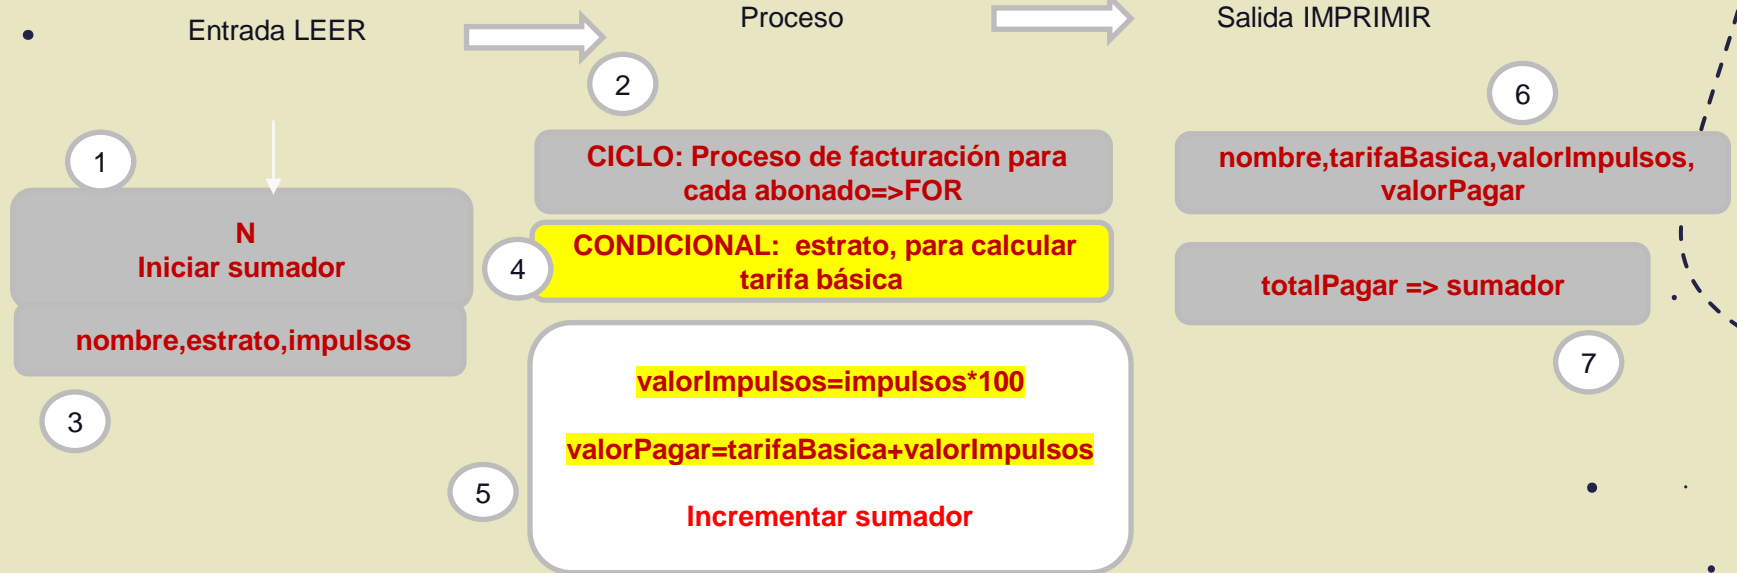 Entrada LEER
Proceso
Salida IMPRIMIR
1
N
Iniciar sumador
nombre,estrato,impulsos
3
2
CICLO: Proceso de facturación para
cada abonado=>FOR
4
CONDICIONAL: estrato, para calcular
tarifa básica
5
valorImpulsos=impulsos*100
valorPagar=tarifaBasica+valorImpulsos
Incrementar sumador
6
nombre,tarifaBasica,valorImpulsos,
valorPagar
totalPagar => sumador
7